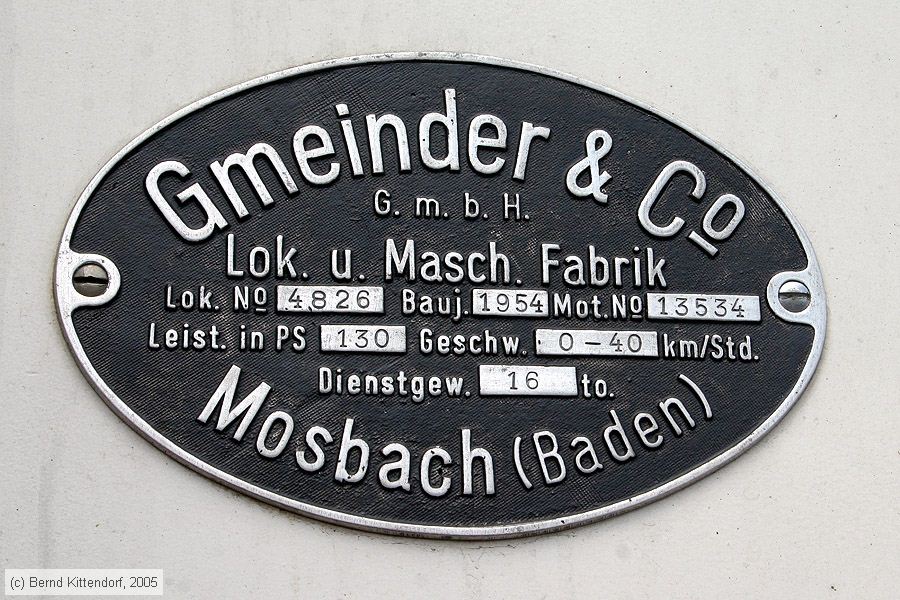 Gmeinder & Co
G. m. b. H.
Lok. u. Masch. Fabrik
Lok. No 4826 Bauj. 1954 Mot. No 13534
Leist. in PS 130 Geschw. 0-40 km/Std.
Dienstgew. 16 to.
Mosbach (Baden)
(c) Bernd Kittendorf, 2005